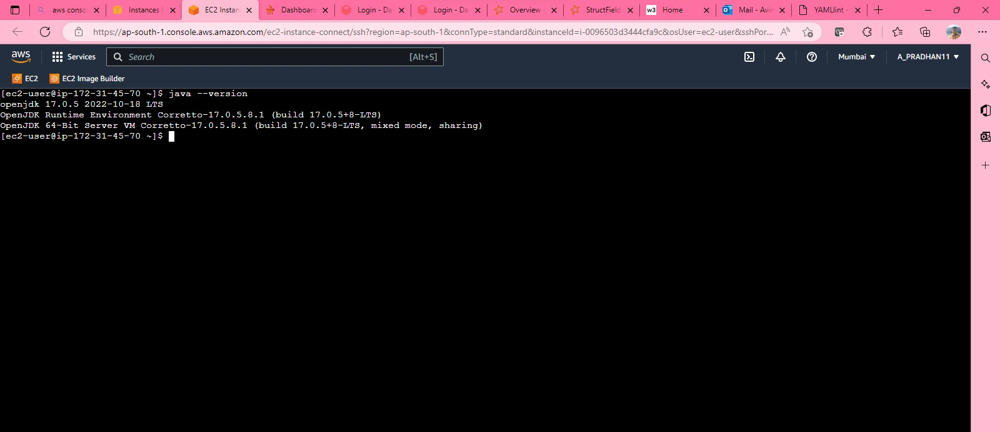 aws conso
Instances |
EC2 Instan
Dashboard
Login - Da
Login - Da
Overview -
StructField
w3 Home
Mail - Avin
YAMLlint -
https://ap-south-1.console.aws.amazon.com/ec2-instance-connect/ssh?region=ap-south-1&connType=standard&instanceId=i-0096503d3444cfa9c&osUser=ec2-user&sshPor...
aws
Services
Search
[Alt+S]
Mumbai
A_PRADHAN11
EC2
EC2 Image Builder
[ec2-user@ip-172-31-45-70 ~]$ java --version
openjdk 17.0.5 2022-10-18 LTS
OpenJDK Runtime Environment Corretto-17.0.5.8.1 (build 17.0.5+8-LTS)
OpenJDK 64-Bit Server VM Corretto-17.0.5.8.1 (build 17.0.5+8-LTS, mixed mode, sharing)
[ec2-user@ip-172-31-45-70 ~]$